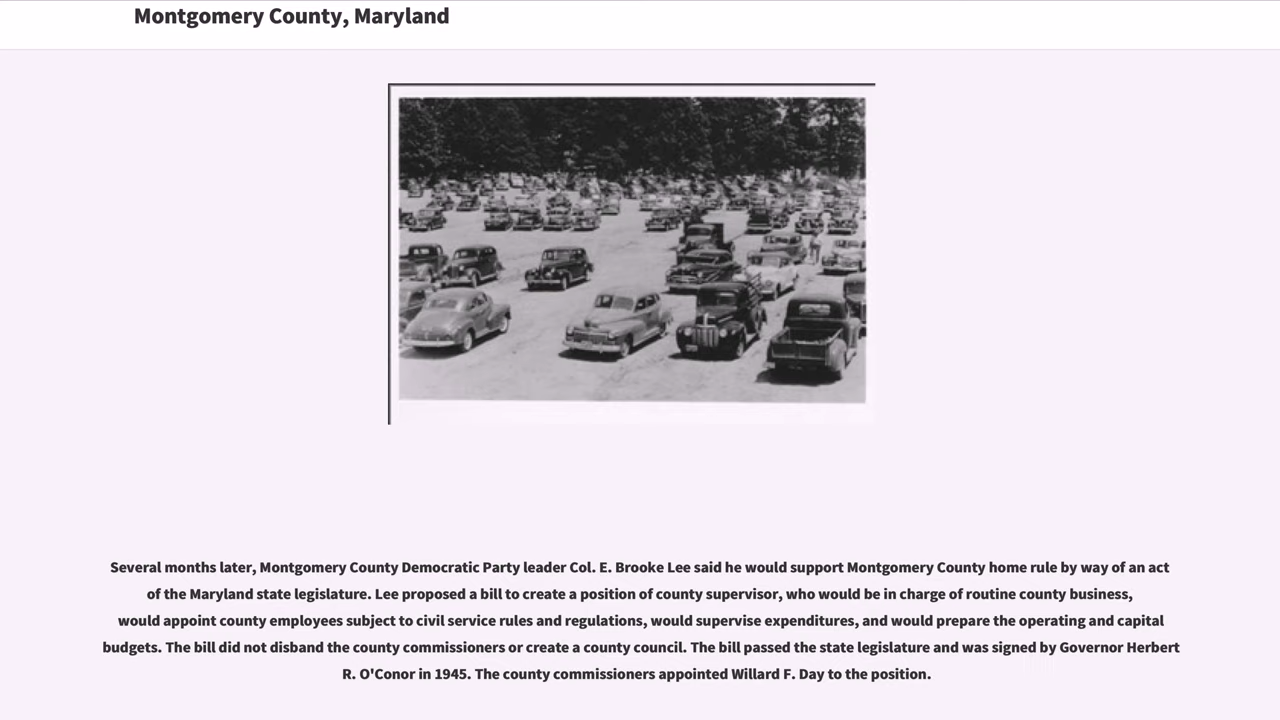 Montgomery County, Maryland
Several months later, Montgomery County Democratic Party leader Col. E. Brooke Lee said he would support Montgomery County home rule by way of an act
of the Maryland state legislature. Lee proposed a bill to create a position of county supervisor, who would be in charge of routine county business,
would appoint county employees subject to civil service rules and regulations, would supervise expenditures, and would prepare the operating and capital
budgets. The bill did not disband the county commissioners or create a county council. The bill passed the state legislature and was signed by Governor Herbert
R. O'Conor in 1945. The county commissioners appointed Willard F. Day to the position.